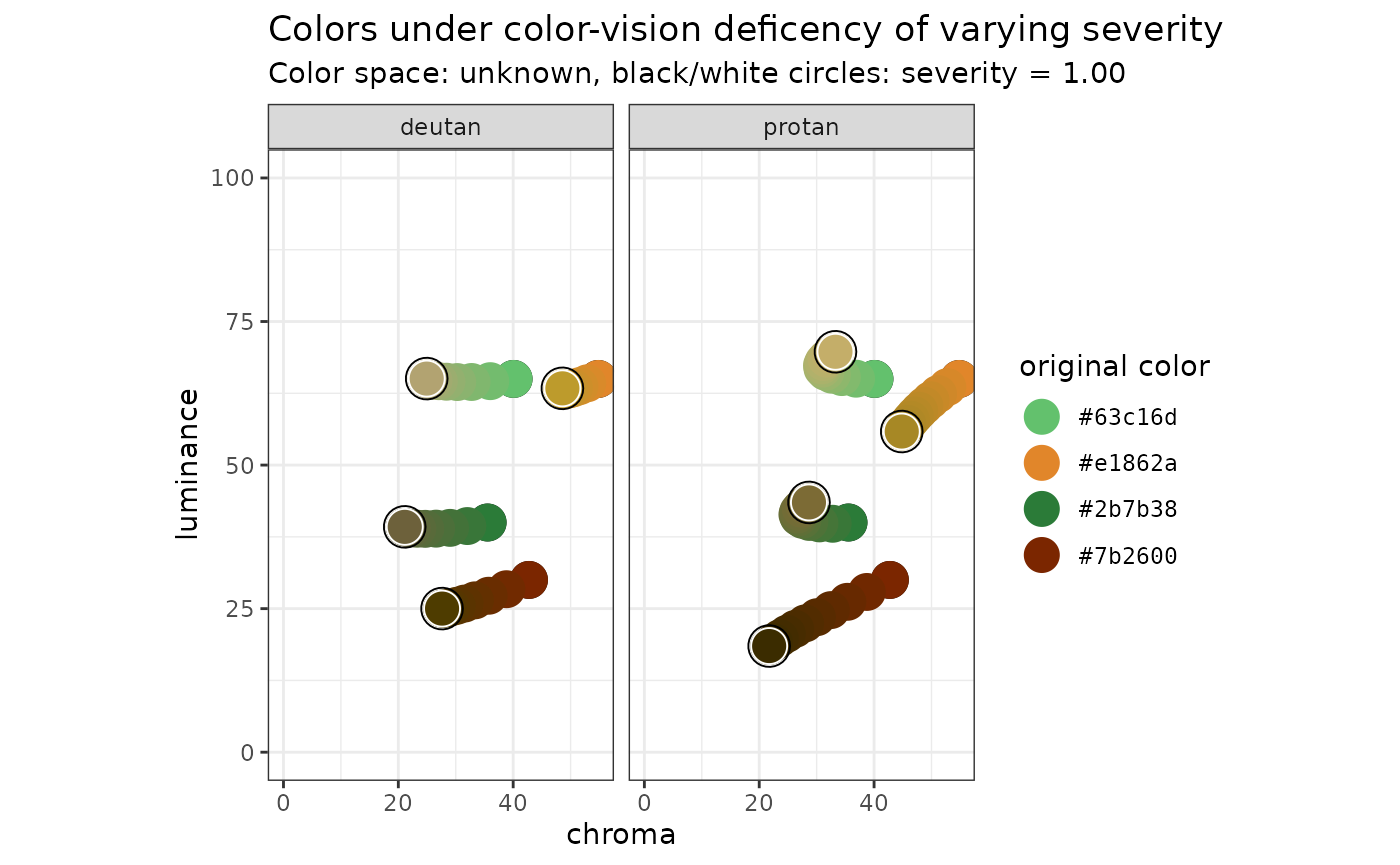 Colors under color-vision deficency of varying severity
Color space: unknown, black/white circles: severity = 1.00
deutan
protan
100
75
50
25
0
luminance
0
20
40
0
20
40
chroma
original color
#63c16d
#e1862a
#2b7b38
#7b2600